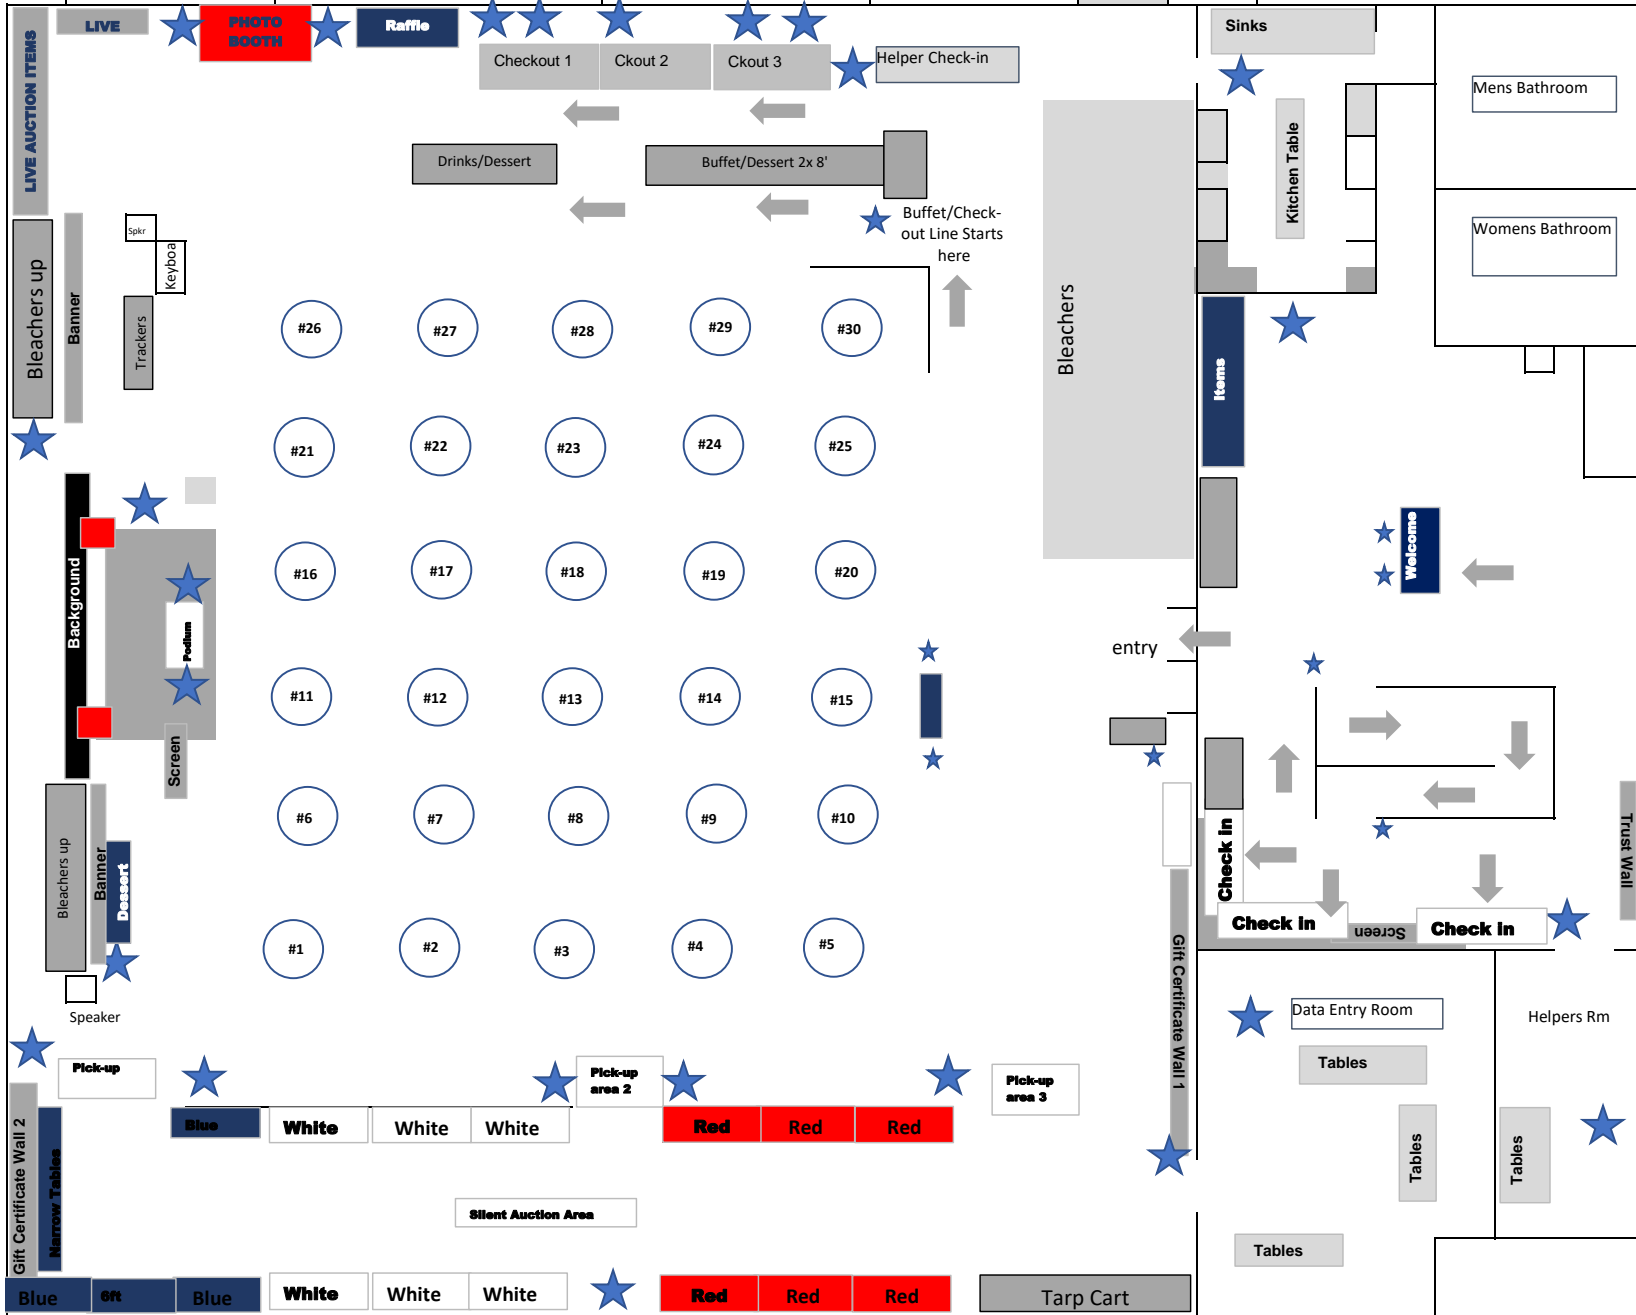 LIVE
PHOTO
BOOTH
Raffle
Sinks
LIVE AUCTION ITEMS
Checkout 1
Ckout 2
Ckout 3
Helper Check-in
Mens Bathroom
Drinks/Dessert
Buffet/Dessert 2x 8'
Kitchen Table
Buffet/Check-
out Line Starts
here
Womens Bathroom
Spkr
Keyboa
Bleachers up
Banner
Trackers
Bleachers
Items
#26
#27
#28
#29
#30
#21
#22
#23
#24
#25
Welcome
Background
#16
#17
#18
#19
#20
Podium
entry
#11
#12
#13
#14
#15
Screen
#6
#7
#8
#9
#10
Trust Wall
Bleachers up
Banner
Dessert
Check in
Check in
Screen
Check in
#1
#2
#3
#4
#5
Gift Certificate Wall 1
Speaker
Data Entry Room
Helpers Rm
Pick-up
Pick-up
area 2
Pick-up
area 3
Tables
Blue
White
White
White
Red
Red
Red
Gift Certificate Wall 2
Narrow Tables
Tables
Tables
Silent Auction Area
Tables
Blue
6ft
Blue
White
White
White
Red
Red
Red
Tarp Cart